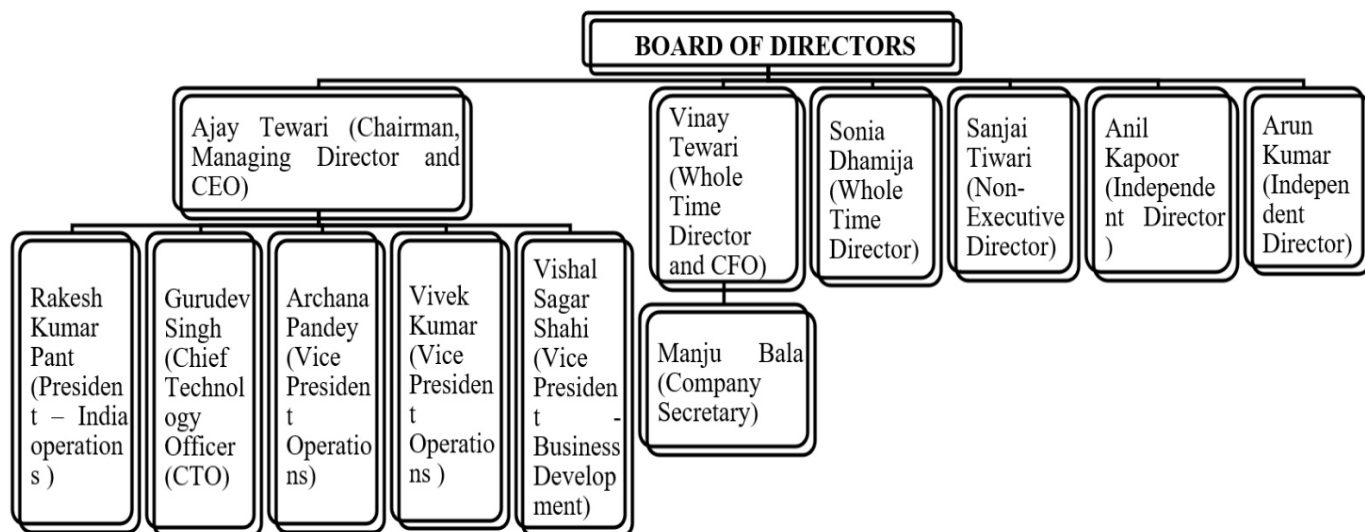 BOARD OF DIRECTORS
Ajay Tewari (Chairman,
Managing Director and
CEO)
Vinay
Tewari
(Whole
Time
Director
and CFO)
Sonia
Dhamija
(Whole
Time
Director)
Sanjai
Tiwari
(Non-
Executive
Director)
Anil
Kapoor
(Independe
nt Director
)
Arun
Kumar
(Indepen
dent
Director)
Rakesh
Kumar
Pant
(Presiden
t – India
operation
s )
Gurudev
Singh
(Chief
Technol
ogy
Officer
(CTO)
Archana
Pandey
(Vice
Presiden
t
Operatio
ns)
Vivek
Kumar
(Vice
Presiden
t
Operatio
ns )
Vishal
Sagar
Shahi
(Vice
Presiden
t -
Business
Develop
ment)
Manju Bala
(Company
Secretary)